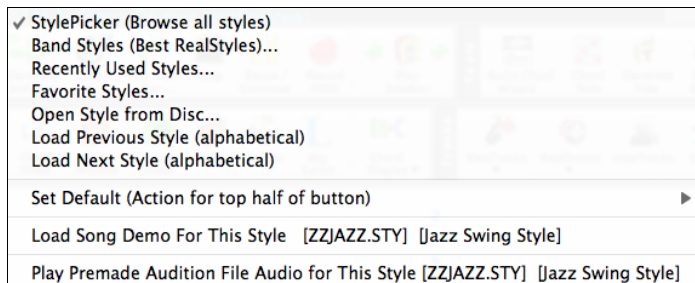 StylePicker (Browse all styles)
Band Styles (Best RealStyles)...
Recently Used Styles...
Favorite Styles...
Open Style from Disc...
Load Previous Style (alphabetical)
Load Next Style (alphabetical)
Set Default (Action for top half of button)
Load Song Demo For This Style [ZZJAZZ.STY] [Jazz Swing Style]
Play Premade Audition File Audio for This Style [ZZJAZZ.STY] [Jazz Swing Style]